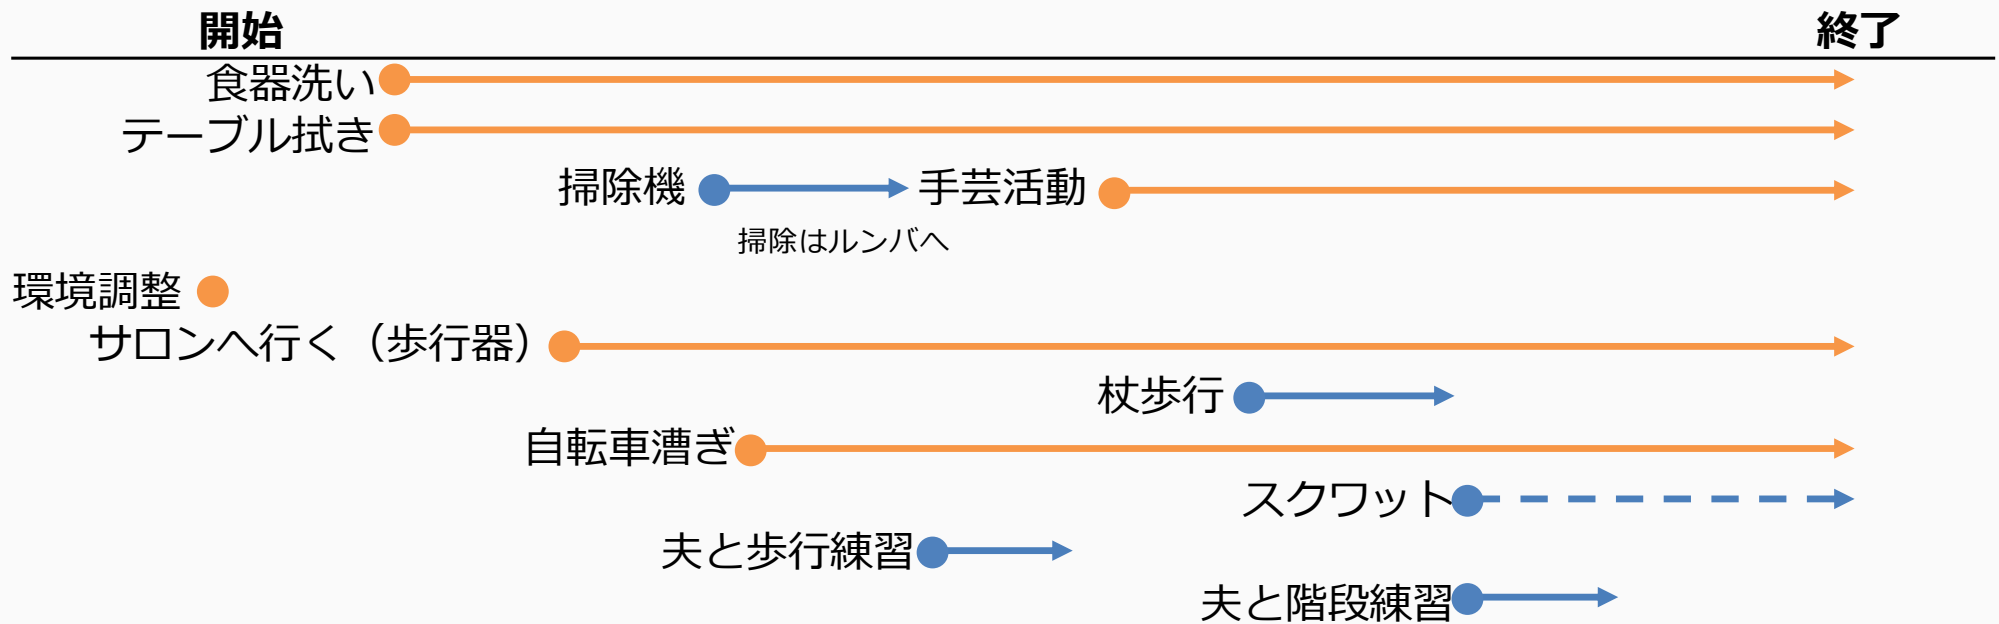 開始 終了
食器洗い
テーブル拭き
掃除機 手芸活動
掃除はルンバへ
環境調整
サロンへ行く（歩行器）
杖歩行
自転車漕ぎ
スクワット
夫と歩行練習
夫と階段練習